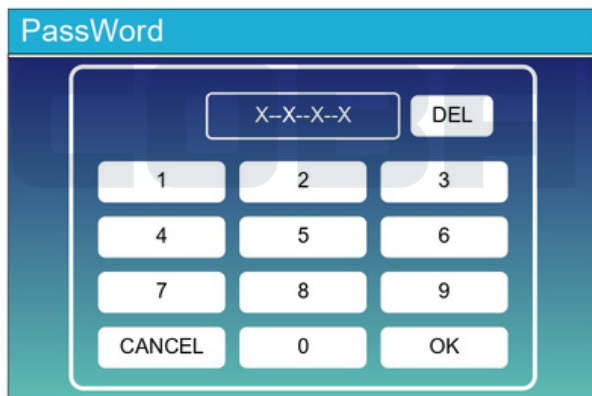 PassWord
X--X--X--X DEL
1 2 3
4 5 6
7 8 9
CANCEL 0 OK